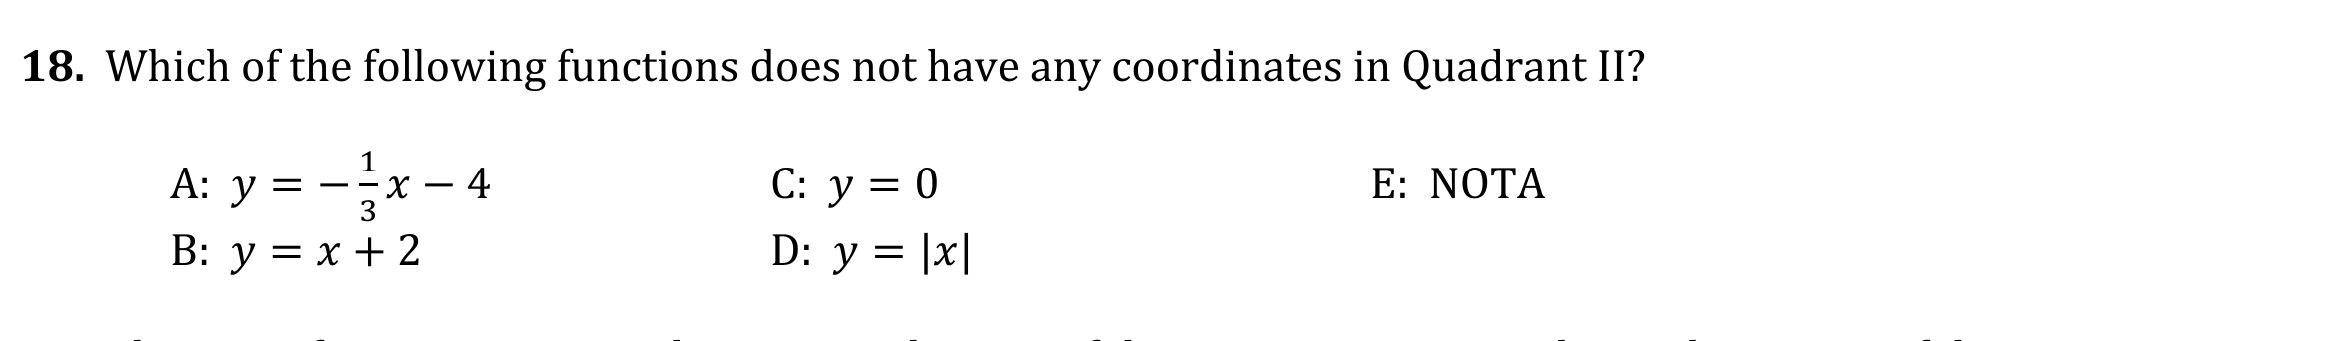 18. Which of the following functions does not have any coordinates in Quadrant II?
A: y = −1/3 x − 4 C: y = 0 E: NOTA
B: y = x + 2 D: y = |x|